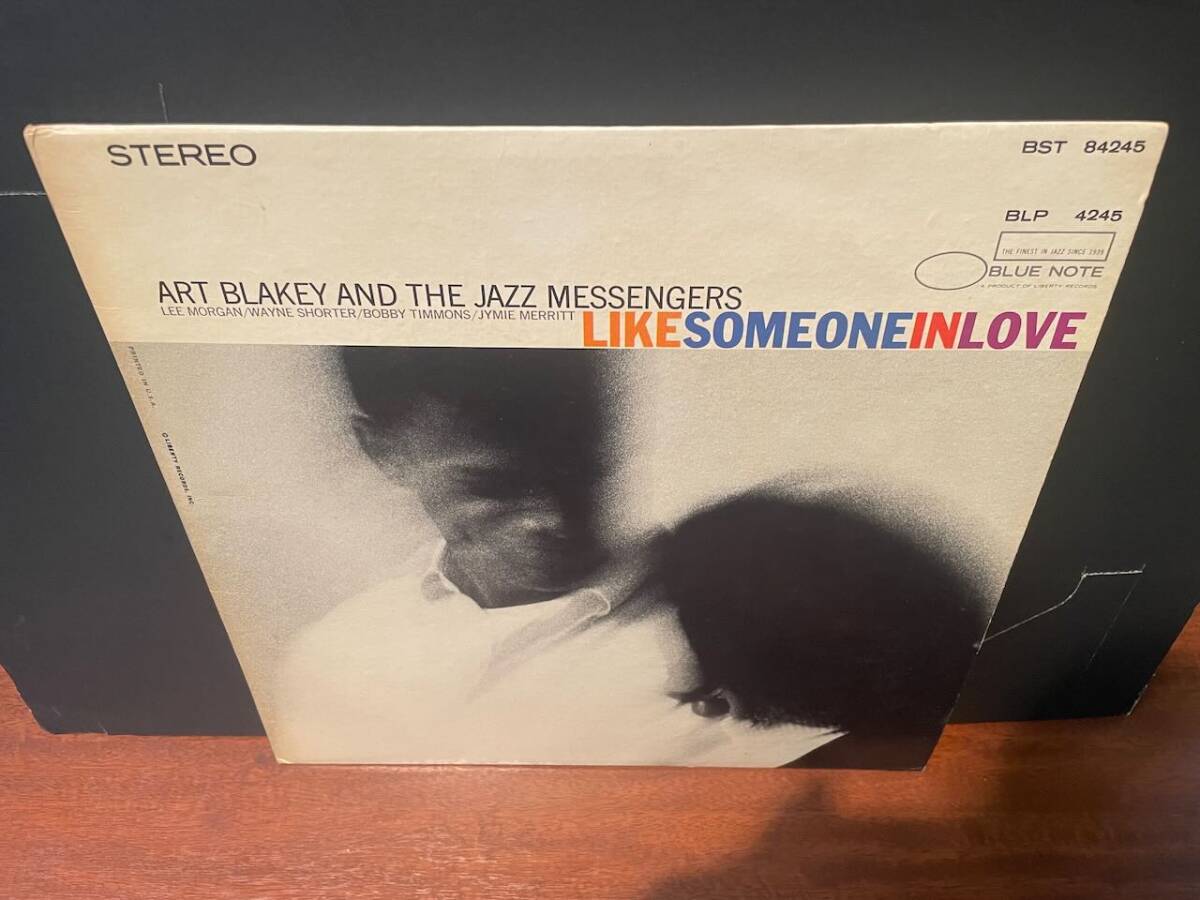 STEREO
BST 84245
BLP 4245
THE FINEST IN JAZZ SINCE 1939
BLUE NOTE
A PRODUCT OF LIBERTY RECORDS
ART BLAKEY AND THE JAZZ MESSENGERS
LEE MORGAN/WAYNE SHORTER/BOBBY TIMMONS/JYMIE MERRITT
LIKESOMEONEINLOVE
PRINTED IN U.S.A.
© LIBERTY RECORDS, INC.